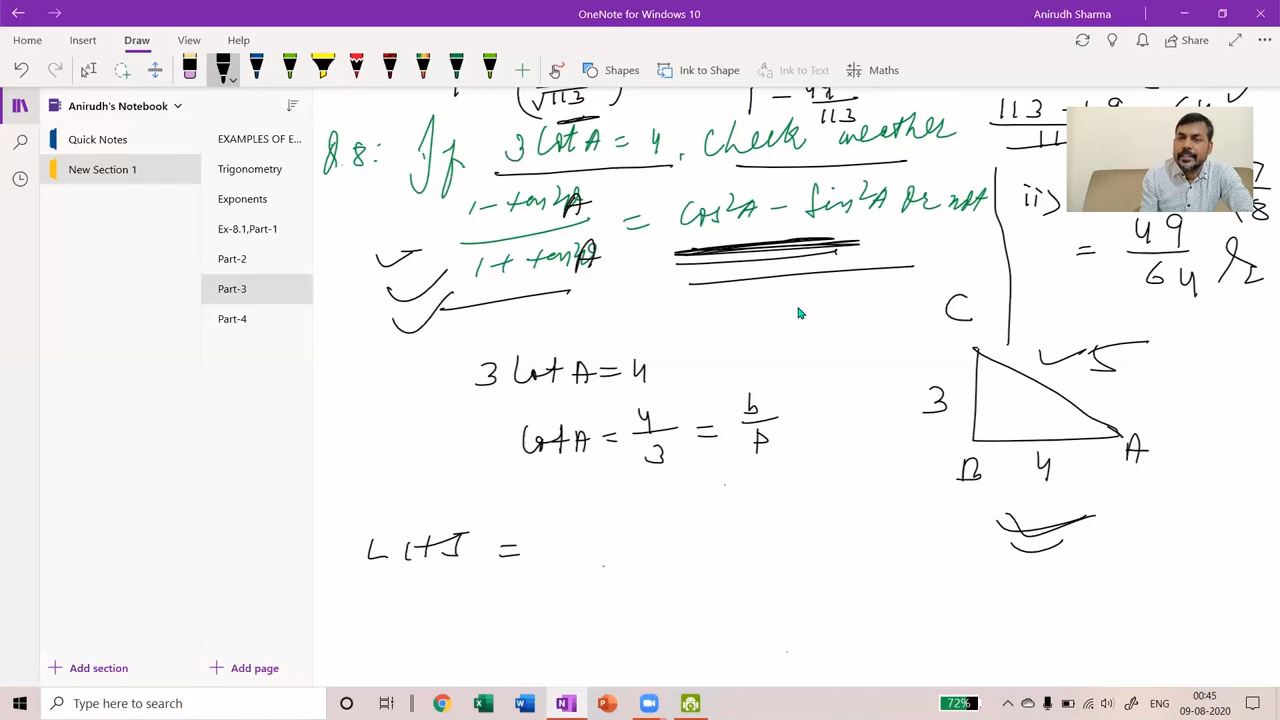 OneNote for Windows 10
Anirudh Sharma
Home Insert Draw View Help
Share
Shapes Ink to Shape Ink to Text Maths
Anirudh's Notebook
Quick Notes
New Section 1
EXAMPLES OF E...
Trigonometry
Exponents
Ex-8.1,Part-1
Part-2
Part-3
Part-4
Add section
Add page
√113
113
Q.8: If 3 cot A = 4, Check weather
1 - tan²A / 1 + tan²A = cos²A - sin²A or not
ii)
= 49/64
3 cot A = 4
cot A = 4/3 = b/p
C
3
5
B 4 A
LHS =
Type here to search
72%
ENG
00:45
09-08-2020